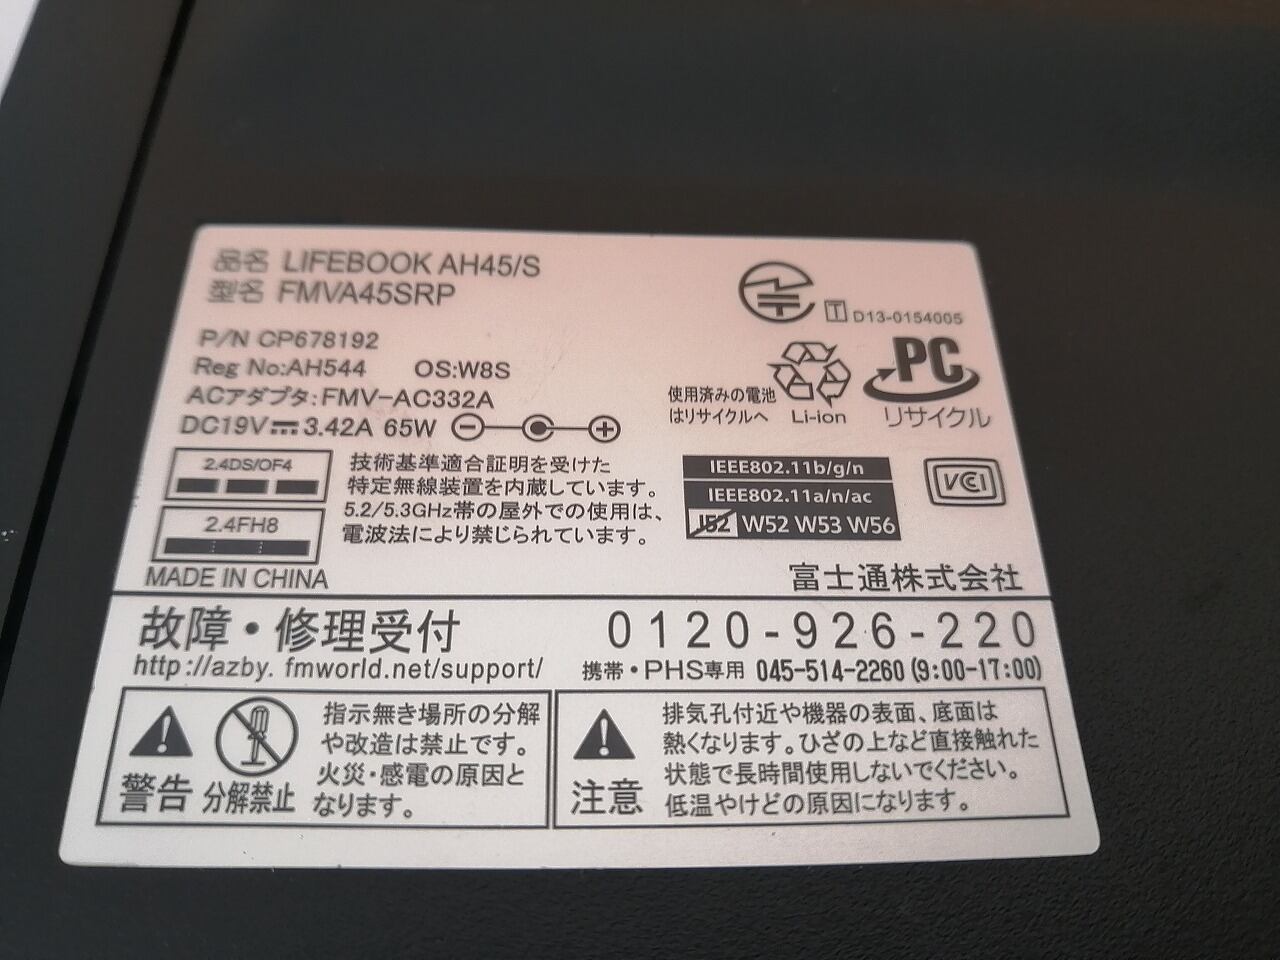 品名 LIFEBOOK AH45/S
型名 FMVA45SRP
P/N CP678192
Reg No:AH544 OS:W8S
ACアダプタ:FMV-AC332A
DC19V 3.42A 65W
T D13-0154005
使用済みの電池
はリサイクルへ
Li-ion
PC
リサイクル
2.4DS/OF4
2.4FH8
技術基準適合証明を受けた
特定無線装置を内蔵しています。
5.2/5.3GHz帯の屋外での使用は、
電波法により禁じられています。
IEEE802.11b/g/n
IEEE802.11a/n/ac
J52 W52 W53 W56
VCI
MADE IN CHINA
富士通株式会社
故障・修理受付 0120-926-220
http://azby.fmworld.net/support/ 携帯・PHS専用 045-514-2260 (9:00-17:00)
警告
分解禁止
指示無き場所の分解
や改造は禁止です。
火災・感電の原因と
なります。
注意
排気孔付近や機器の表面、底面は
熱くなります。ひざの上など直接触れた
状態で長時間使用しないでください。
低温やけどの原因になります。